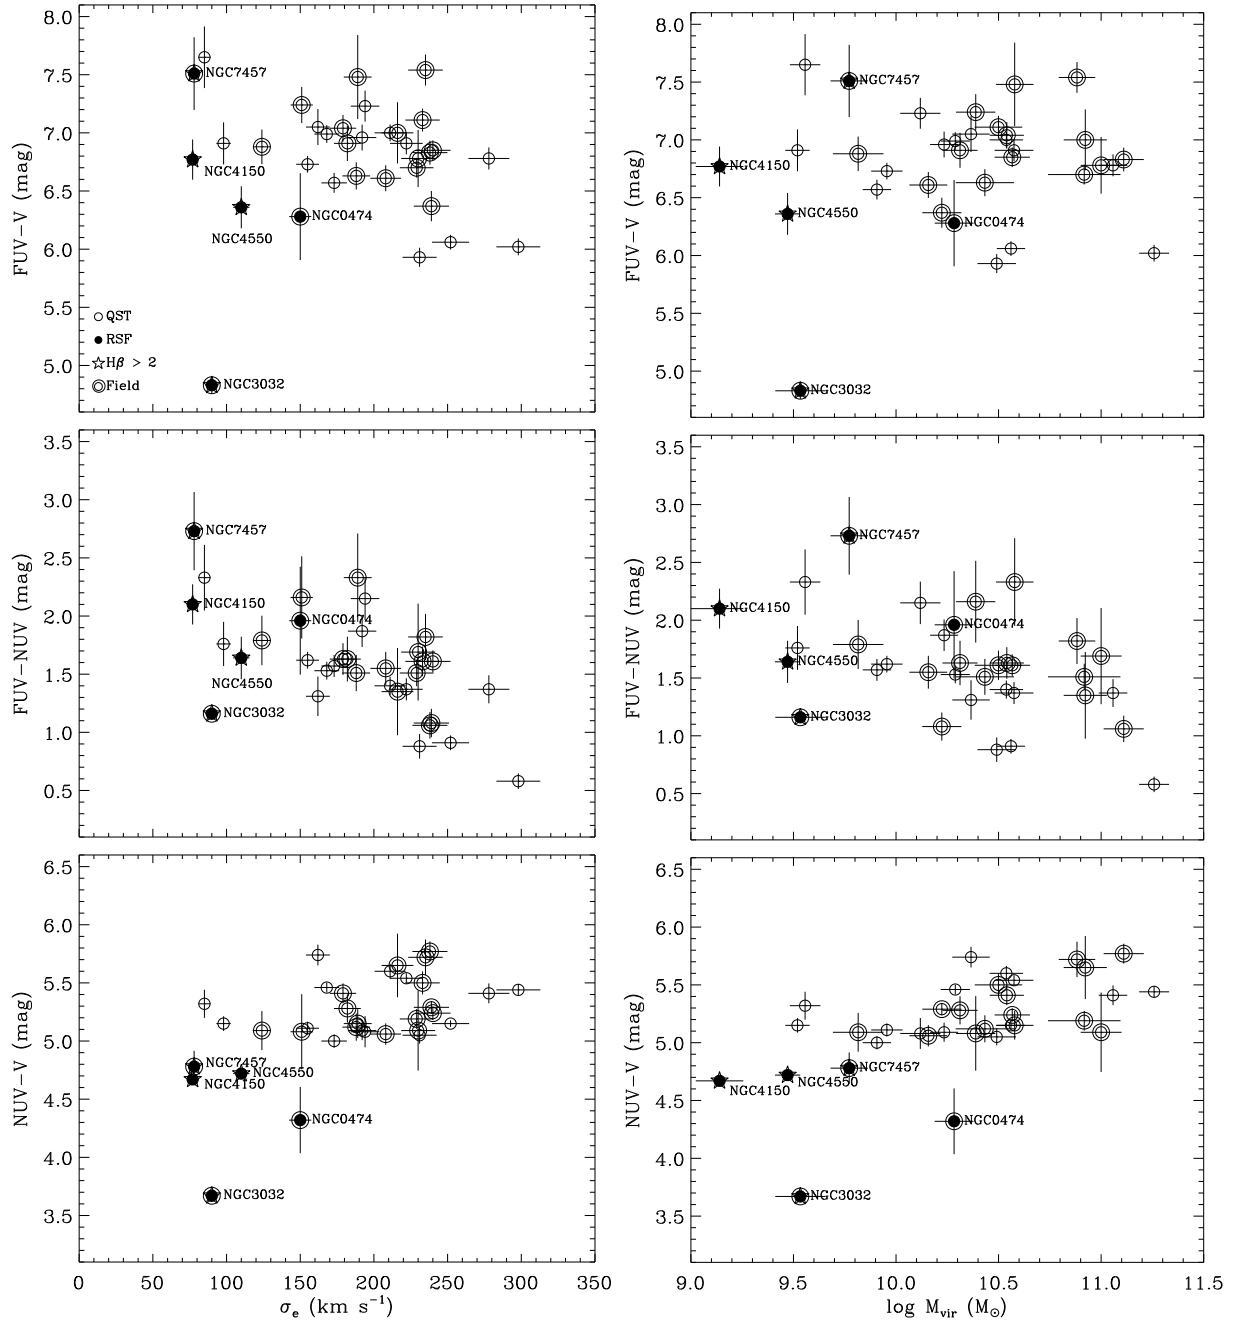 8.0
7.5
7.0
6.5
6.0
5.5
5.0
FUV−V (mag)
NGC7457
NGC4150
NGC4550
NGC0474
NGC3032
QST
RSF
Hβ > 2
Field
8.0
7.5
7.0
6.5
6.0
5.5
5.0
FUV−V (mag)
NGC7457
NGC4150
NGC4550
NGC0474
NGC3032
3.5
3.0
2.5
2.0
1.5
1.0
0.5
FUV−NUV (mag)
NGC7457
NGC4150
NGC0474
NGC4550
NGC3032
3.5
3.0
2.5
2.0
1.5
1.0
0.5
FUV−NUV (mag)
NGC7457
NGC4150
NGC0474
NGC4550
NGC3032
6.5
6.0
5.5
5.0
4.5
4.0
3.5
NUV−V (mag)
NGC7457
NGC4550
NGC4150
NGC0474
NGC3032
0 50 100 150 200 250 300 350
σe (km s⁻¹)
6.5
6.0
5.5
5.0
4.5
4.0
3.5
NUV−V (mag)
NGC7457
NGC4550
NGC4150
NGC0474
NGC3032
9.0 9.5 10.0 10.5 11.0 11.5
log Mvir (M⊙)